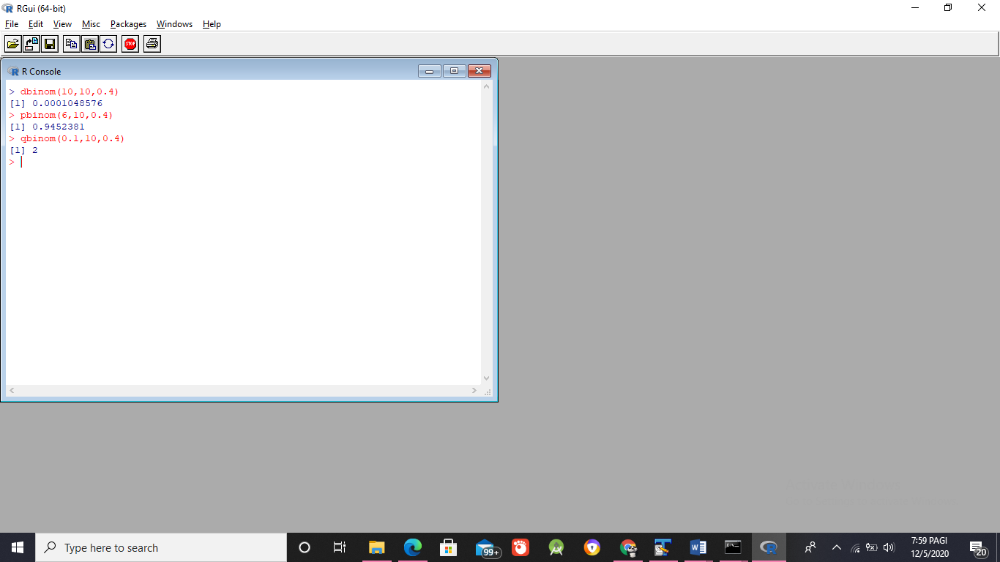 RGui (64-bit)
File Edit View Misc Packages Windows Help
STOP
R Console
> dbinom(10,10,0.4)
[1] 0.0001048576
> pbinom(6,10,0.4)
[1] 0.9452381
> qbinom(0.1,10,0.4)
[1] 2
>
Type here to search
99+
7:59 PAGI
12/5/2020
20